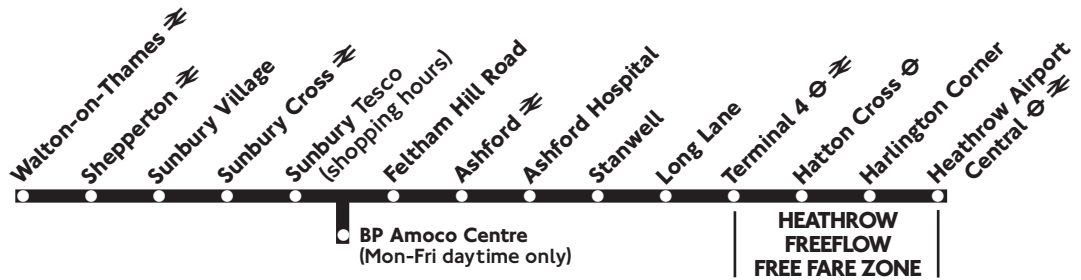 Walton-on-Thames
Shepperton
Sunbury Village
Sunbury Cross
Sunbury Tesco
(shopping hours)
Feltham Hill Road
Ashford
Ashford Hospital
Stanwell
Long Lane
Terminal 4
Hatton Cross
Harlington Corner
Heathrow Airport
Central
BP Amoco Centre
(Mon-Fri daytime only)
HEATHROW
FREEFLOW
FREE FARE ZONE